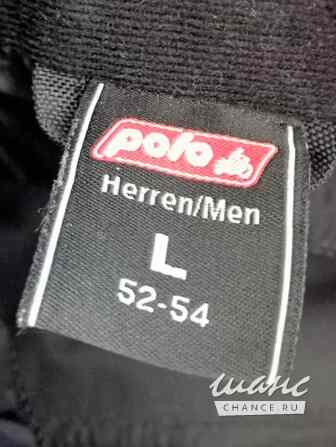 polo
Herren/Men
L
52-54
шанс
CHANCE.RU